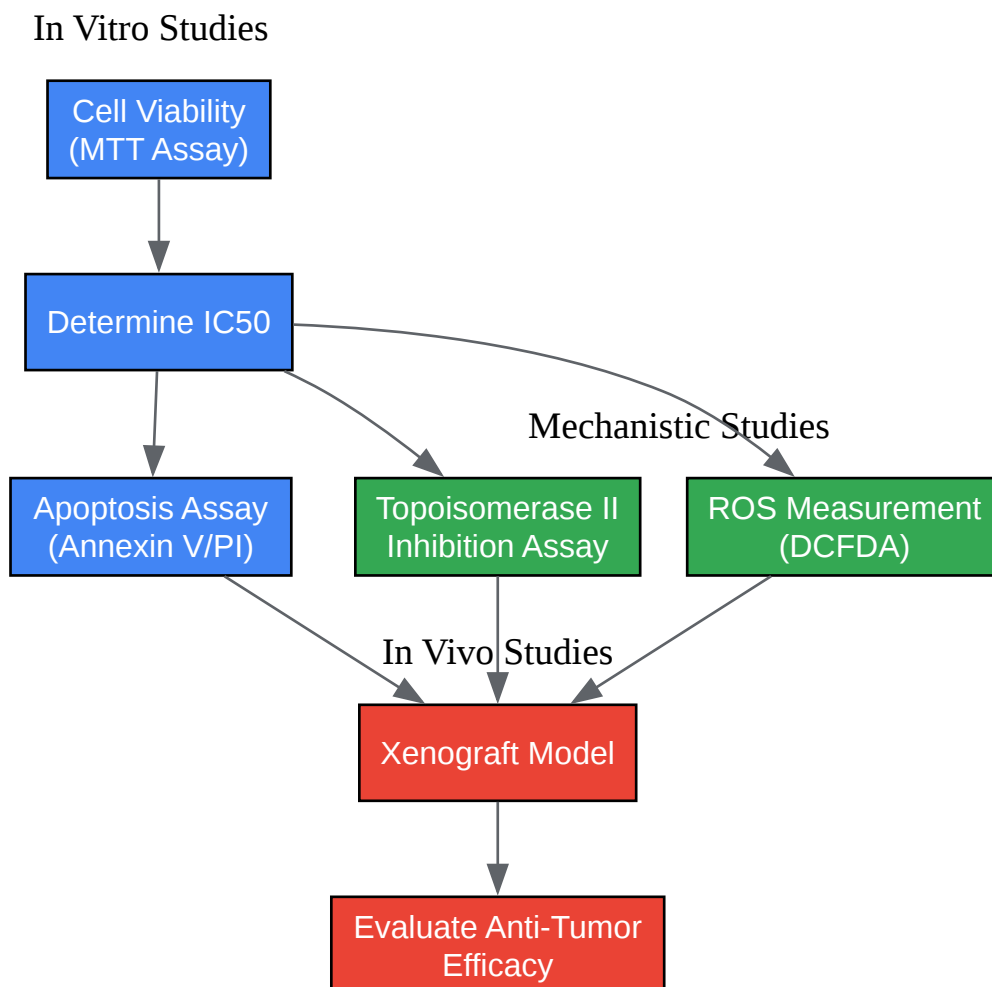 In Vitro Studies
Cell Viability
(MTT Assay)
Determine IC50
Mechanistic Studies
Apoptosis Assay
(Annexin V/PI)
Topoisomerase II
Inhibition Assay
ROS Measurement
(DCFDA)
In Vivo Studies
Xenograft Model
Evaluate Anti-Tumor
Efficacy